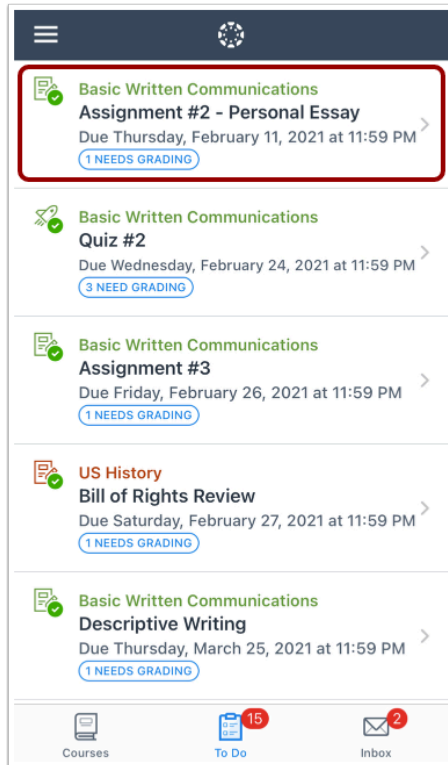 Basic Written Communications
Assignment #2 - Personal Essay
Due Thursday, February 11, 2021 at 11:59 PM
1 NEEDS GRADING
Basic Written Communications
Quiz #2
Due Wednesday, February 24, 2021 at 11:59 PM
3 NEED GRADING
Basic Written Communications
Assignment #3
Due Friday, February 26, 2021 at 11:59 PM
1 NEEDS GRADING
US History
Bill of Rights Review
Due Saturday, February 27, 2021 at 11:59 PM
1 NEEDS GRADING
Basic Written Communications
Descriptive Writing
Due Thursday, March 25, 2021 at 11:59 PM
1 NEEDS GRADING
15 2
Courses To Do Inbox